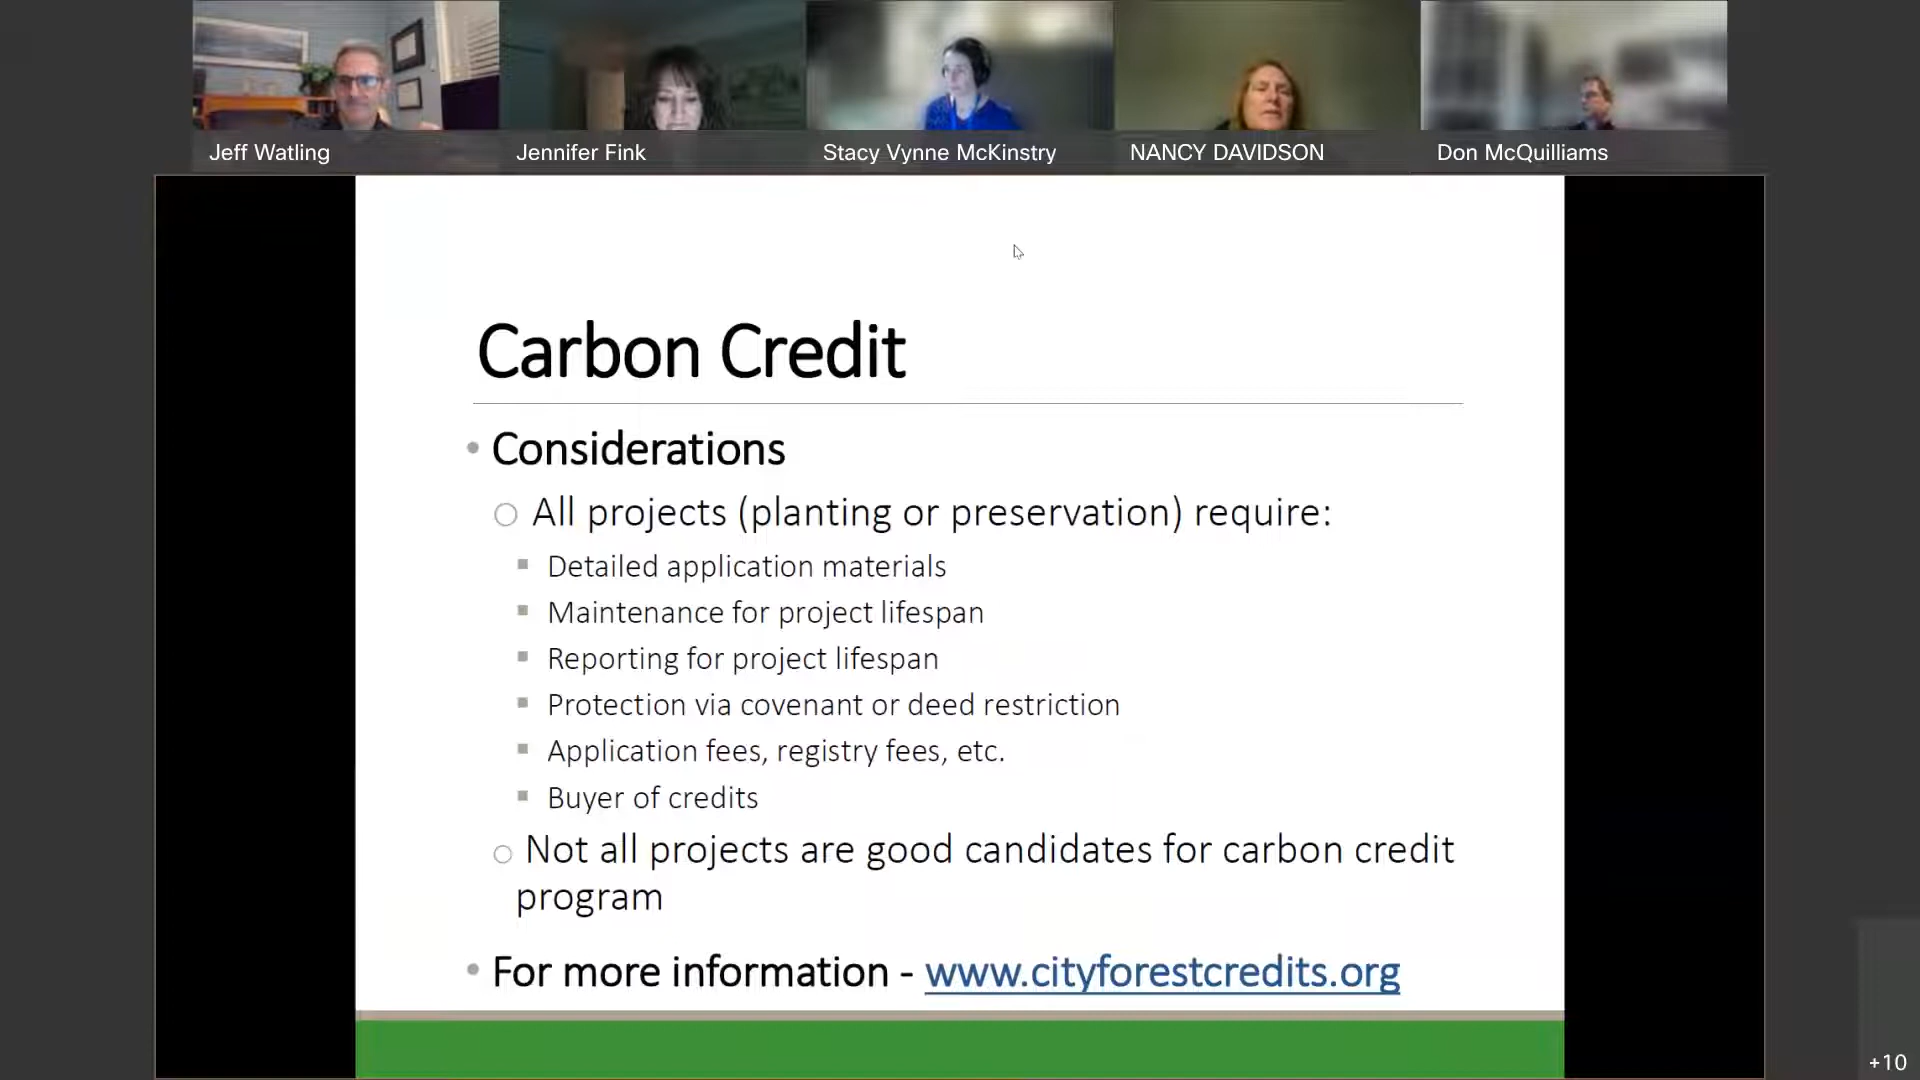 Jeff Watling
Jennifer Fink
Stacy Vynne McKinstry
NANCY DAVIDSON
Don McQuilliams
Carbon Credit
• Considerations
○ All projects (planting or preservation) require:
▪ Detailed application materials
▪ Maintenance for project lifespan
▪ Reporting for project lifespan
▪ Protection via covenant or deed restriction
▪ Application fees, registry fees, etc.
▪ Buyer of credits
○ Not all projects are good candidates for carbon credit
program
• For more information - www.cityforestcredits.org
+10